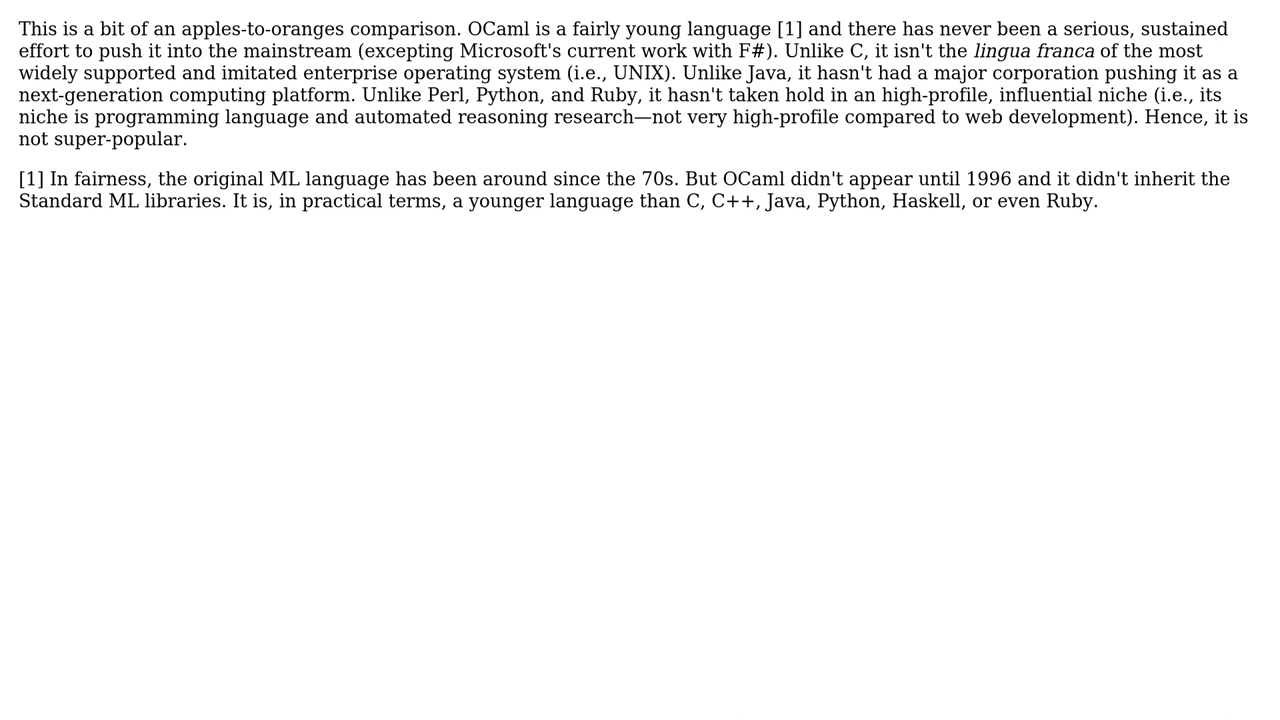 This is a bit of an apples-to-oranges comparison. OCaml is a fairly young language [1] and there has never been a serious, sustained
effort to push it into the mainstream (excepting Microsoft's current work with F#). Unlike C, it isn't the lingua franca of the most
widely supported and imitated enterprise operating system (i.e., UNIX). Unlike Java, it hasn't had a major corporation pushing it as a
next-generation computing platform. Unlike Perl, Python, and Ruby, it hasn't taken hold in an high-profile, influential niche (i.e., its
niche is programming language and automated reasoning research—not very high-profile compared to web development). Hence, it is
not super-popular.
[1] In fairness, the original ML language has been around since the 70s. But OCaml didn't appear until 1996 and it didn't inherit the
Standard ML libraries. It is, in practical terms, a younger language than C, C++, Java, Python, Haskell, or even Ruby.